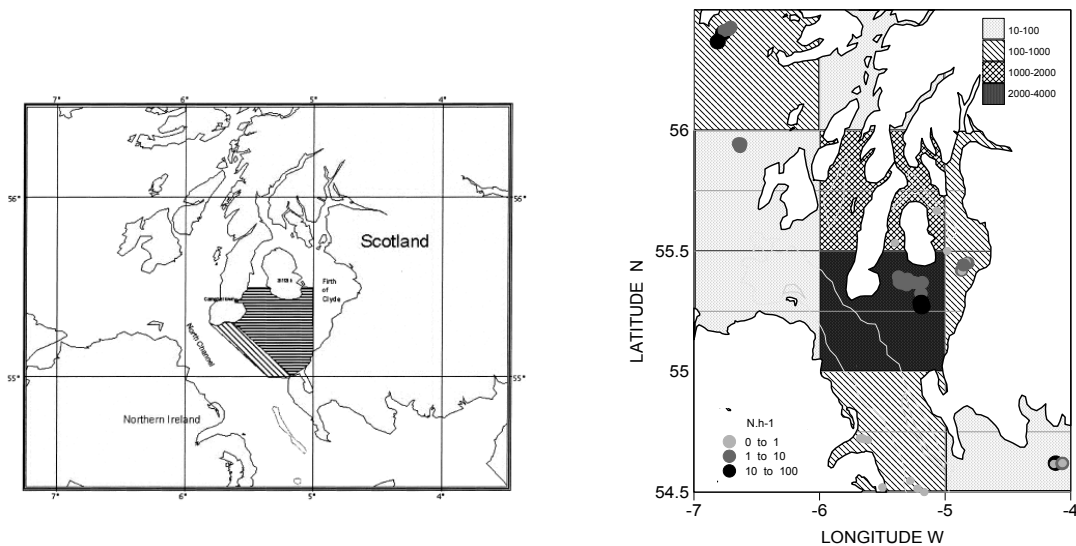 7° 6° 5° 4°
56° 56°
Scotland
Firth
of
Clyde
North Channel
55° 55°
Northern Ireland
7° 6° 5° 4°
10-100
100-1000
1000-2000
2000-4000
56
55.5
55
54.5
LATITUDE N
N.h-1
0 to 1
1 to 10
10 to 100
-7 -6 -5 -4
LONGITUDE W